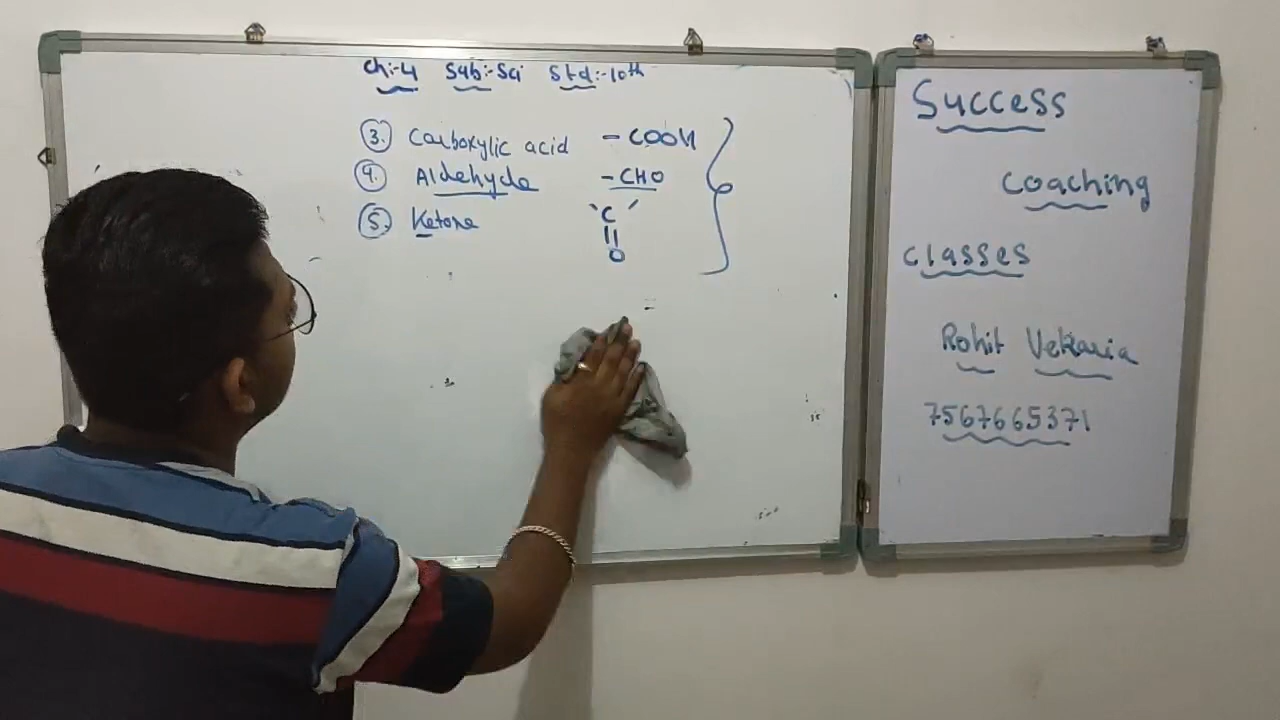 Ch:-4 Sub:-Sci Std:-10th
3. Carboxylic acid - COOH
4. Aldehyde - CHO
5. Ketone C
||
O
Success
Coaching
Classes
Rohit Vekaria
7567665371